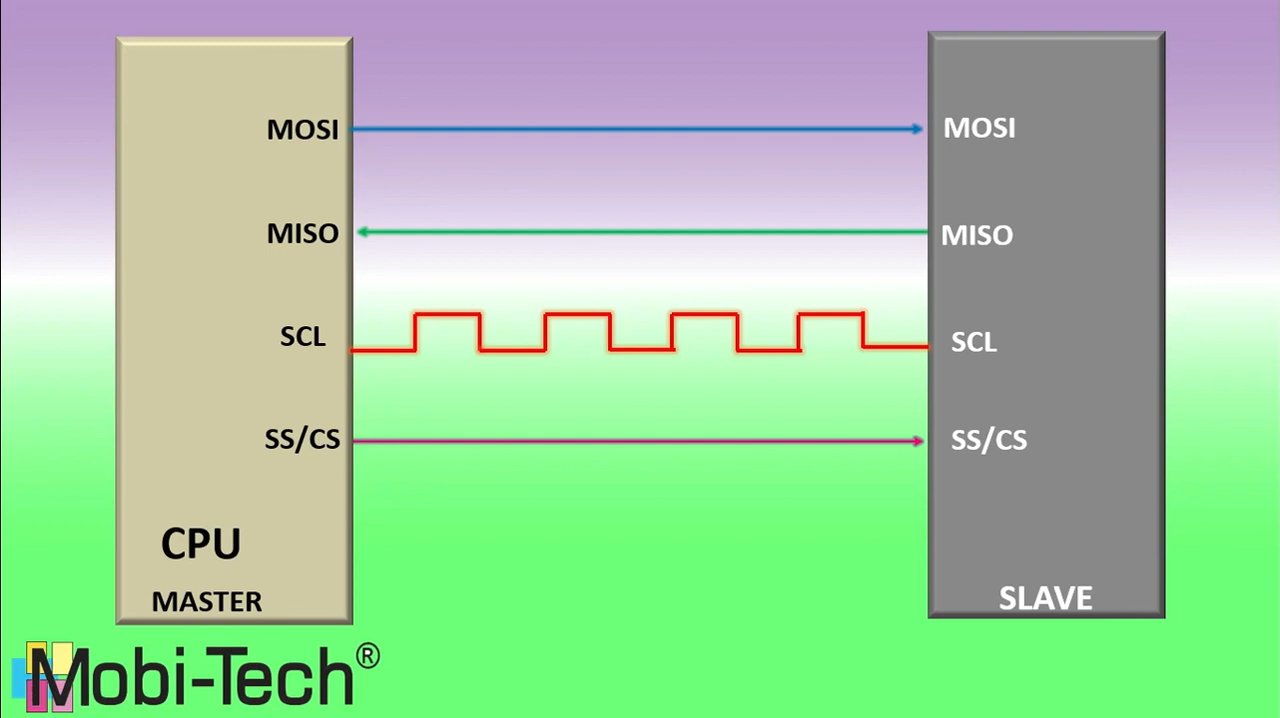 MOSI
MOSI
MISO
MISO
SCL
SCL
SS/CS
SS/CS
CPU
MASTER
SLAVE
Mobi-Tech®